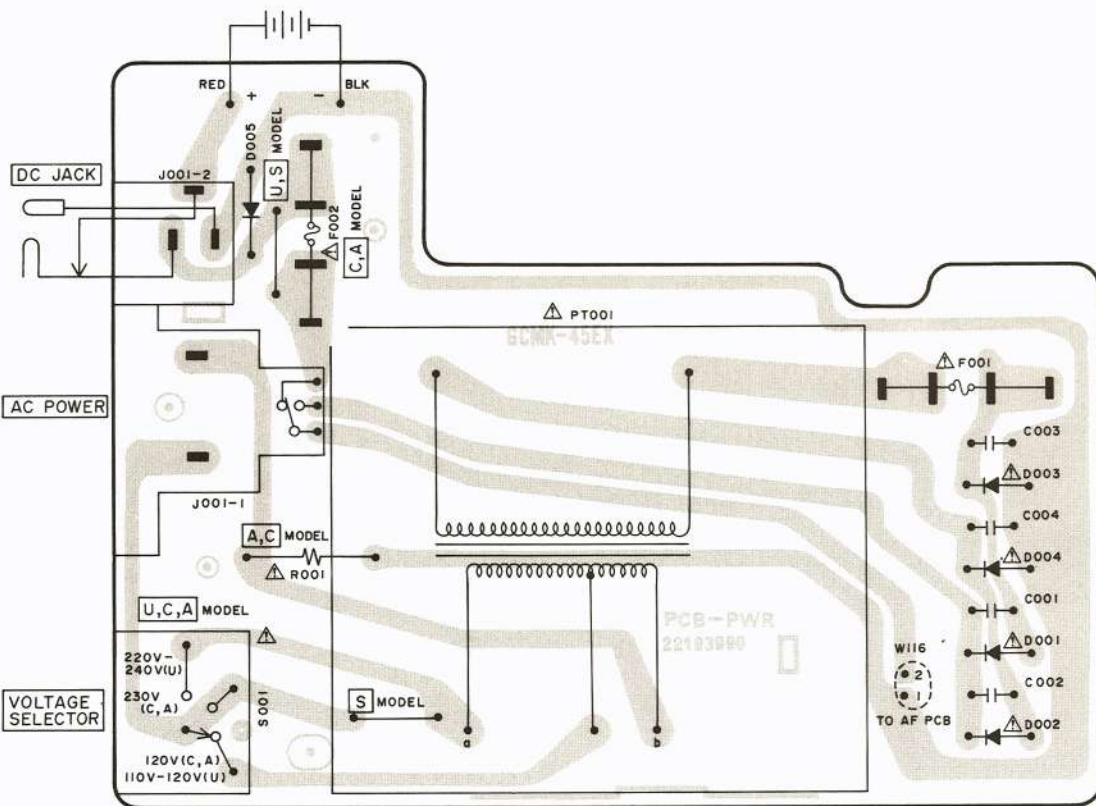 RED
+
−
BLK
D005
U,S MODEL
F002
C,A MODEL
DC JACK
J001-2
PT001
GCMK-45EX
F001
AC POWER
C003
D003
J001-1
C004
A,C MODEL
R001
D004
C001
U,C,A MODEL
PCB-PWR
22193990
D001
W116
220V-
240V(U)
2
C002
230V
(C,A)
S001
VOLTAGE
SELECTOR
S MODEL
1
TO AF PCB
D002
a
b
120V(C,A)
110V-120V(U)